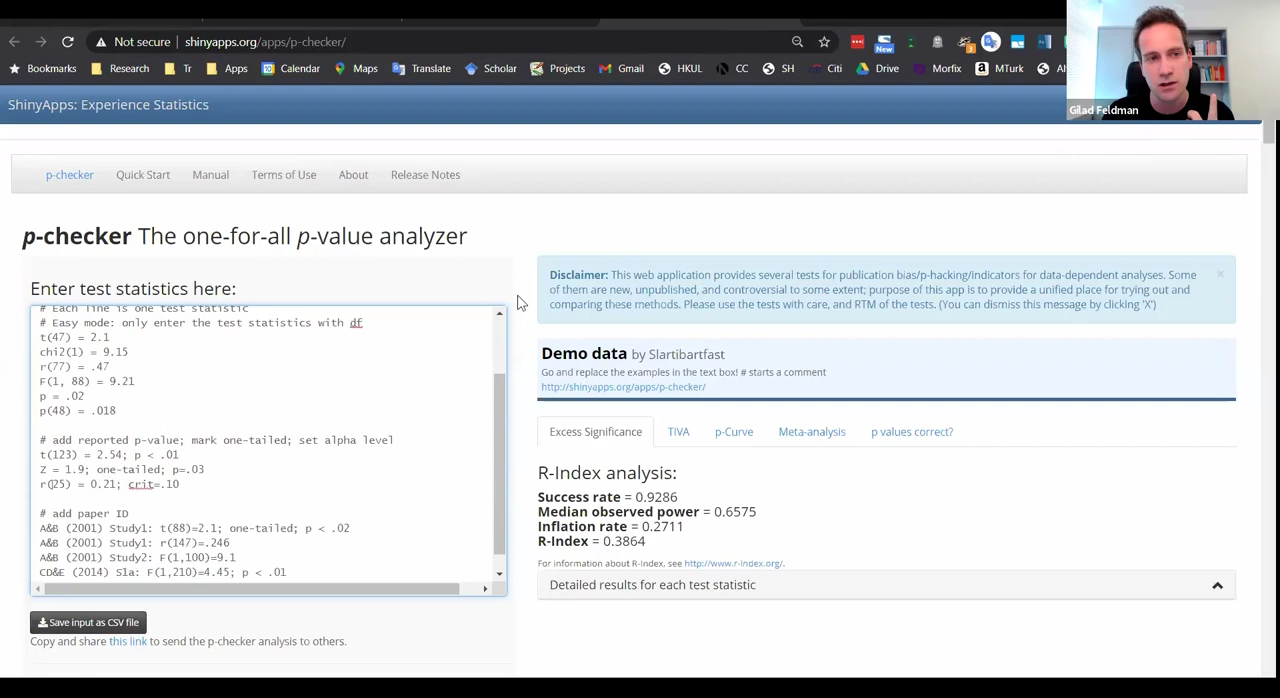 Not secure shinyapps.org/apps/p-checker/
New
3
Bookmarks Research Tr Apps Calendar Maps Translate Scholar Projects Gmail HKUL CC SH Citi Drive Morfix MTurk
Gilad Feldman
ShinyApps: Experience Statistics
p-checker Quick Start Manual Terms of Use About Release Notes
p-checker The one-for-all p-value analyzer
Enter test statistics here:
# Each line is one test statistic
# Easy mode: only enter the test statistics with df
t(47) = 2.1
chi2(1) = 9.15
r(77) = .47
F(1, 88) = 9.21
p = .02
p(48) = .018
# add reported p-value; mark one-tailed; set alpha level
t(123) = 2.54; p < .01
Z = 1.9; one-tailed; p=.03
r(25) = 0.21; crit=.10
# add paper ID
A&B (2001) Study1: t(88)=2.1; one-tailed; p < .02
A&B (2001) Study1: r(147)=.246
A&B (2001) Study2: F(1,100)=9.1
CD&E (2014) S1a: F(1,210)=4.45; p < .01
Save input as CSV file
Copy and share this link to send the p-checker analysis to others.
Disclaimer: This web application provides several tests for publication bias/p-hacking/indicators for data-dependent analyses. Some
of them are new, unpublished, and controversial to some extent; purpose of this app is to provide a unified place for trying out and
comparing these methods. Please use the tests with care, and RTM of the tests. (You can dismiss this message by clicking 'X')
×
Demo data by Slartibartfast
Go and replace the examples in the text box! # starts a comment
http://shinyapps.org/apps/p-checker/
Excess Significance TIVA p-Curve Meta-analysis p values correct?
R-Index analysis:
Success rate = 0.9286
Median observed power = 0.6575
Inflation rate = 0.2711
R-Index = 0.3864
For information about R-Index, see http://www.r-index.org/.
Detailed results for each test statistic